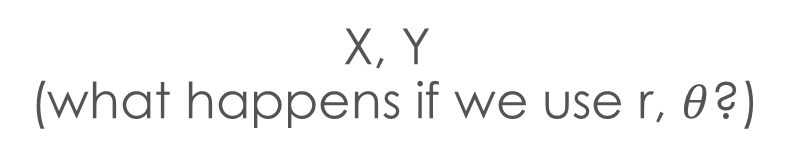 X, Y
(what happens if we use r, θ?)